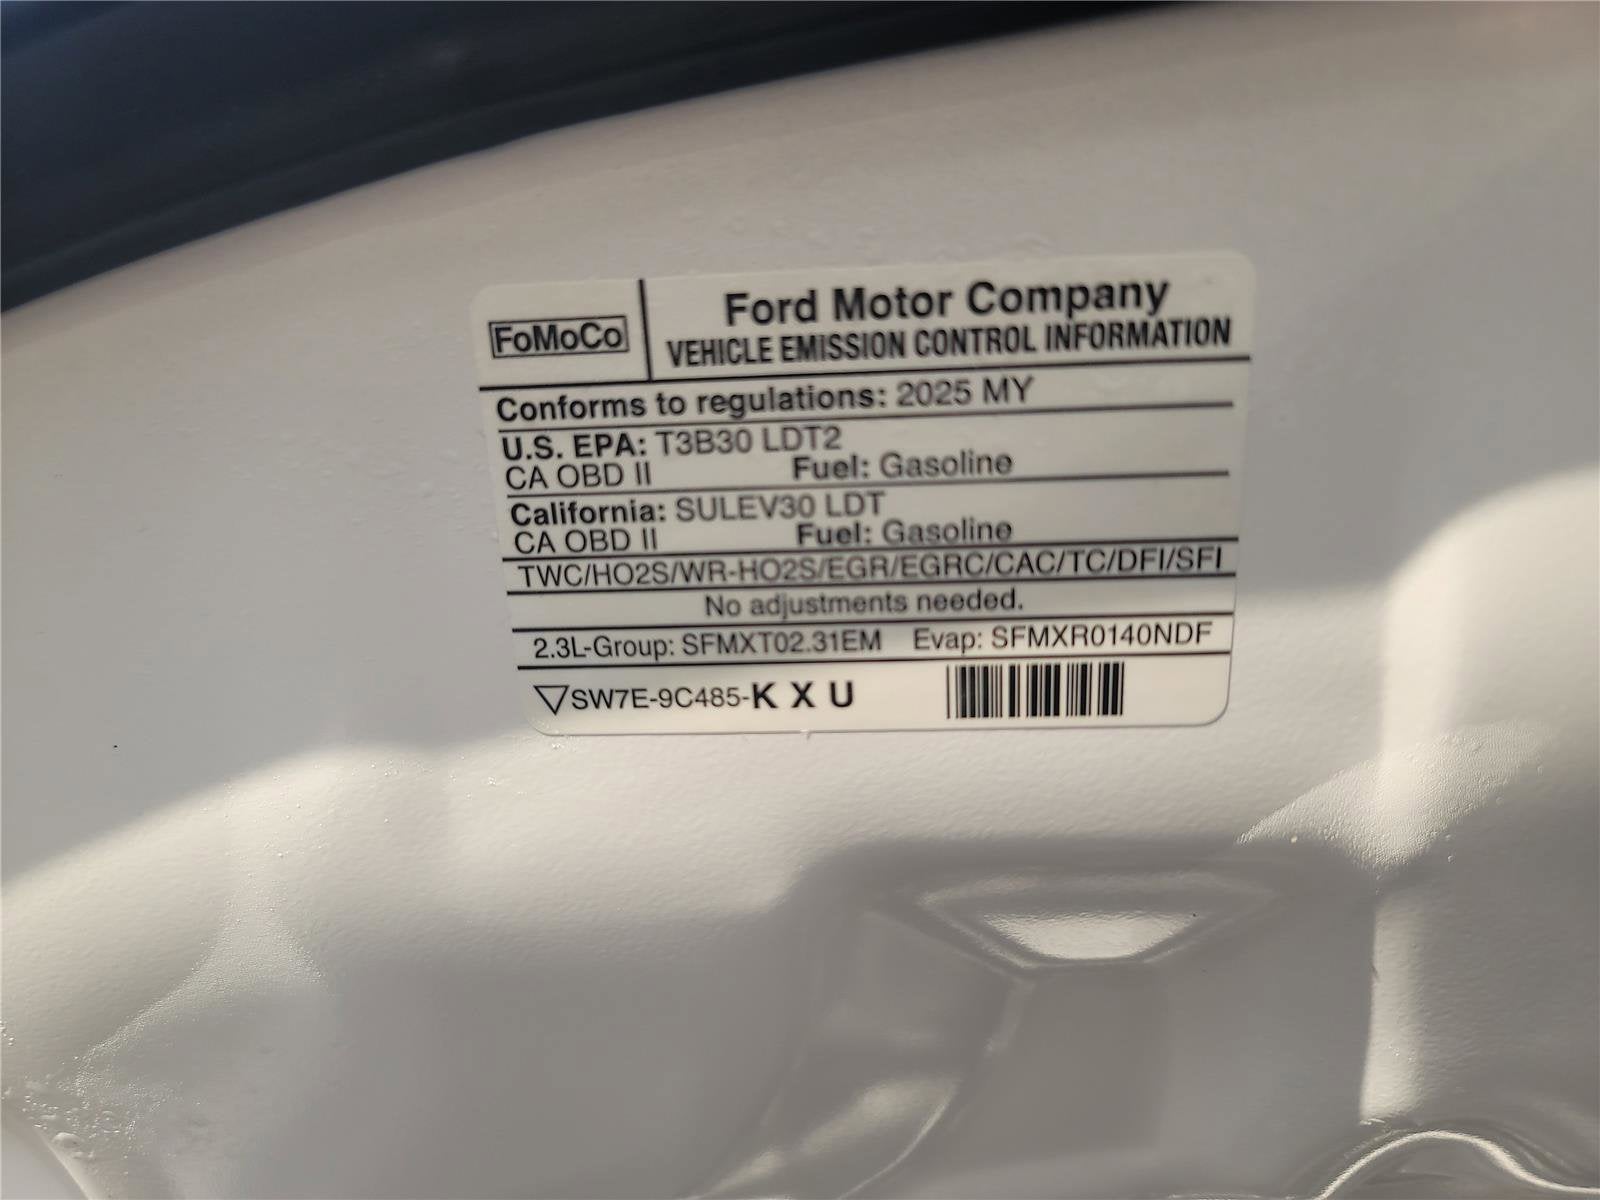 FoMoCo
Ford Motor Company
VEHICLE EMISSION CONTROL INFORMATION
Conforms to regulations: 2025 MY
U.S. EPA: T3B30 LDT2
CA OBD II Fuel: Gasoline
California: SULEV30 LDT
CA OBD II Fuel: Gasoline
TWC/HO2S/WR-HO2S/EGR/EGRC/CAC/TC/DFI/SFI
No adjustments needed.
2.3L-Group: SFMXT02.31EM Evap: SFMXR0140NDF
▽SW7E-9C485-K X U